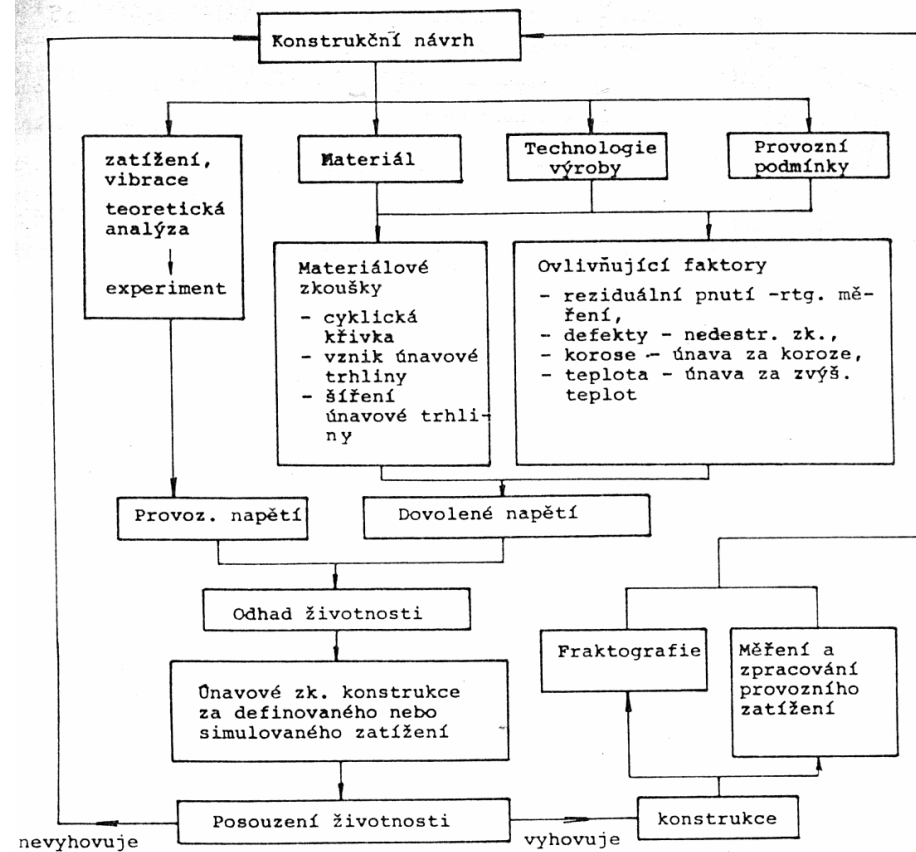 Konstrukční návrh
zatížení,
vibrace
teoretická
analýza
experiment
Materiál
Technologie
výroby
Provozní
podmínky
Materiálové
zkoušky
- cyklická
křivka
- vznik únavové
trhliny
- šíření
únavové trhli-
ny
Ovlivňující faktory
- reziduální pnutí -rtg. mě-
ření,
- defekty - nedestr. zk.,
- korose - únava za koroze,
- teplota - únava za zvýš.
teplot
Provoz. napětí
Dovolené napětí
Odhad životnosti
Únavové zk. konstrukce
za definovaného nebo
simulovaného zatížení
Fraktografie
Měření a
zpracování
provozního
zatížení
Posouzení životnosti
konstrukce
nevyhovuje
vyhovuje